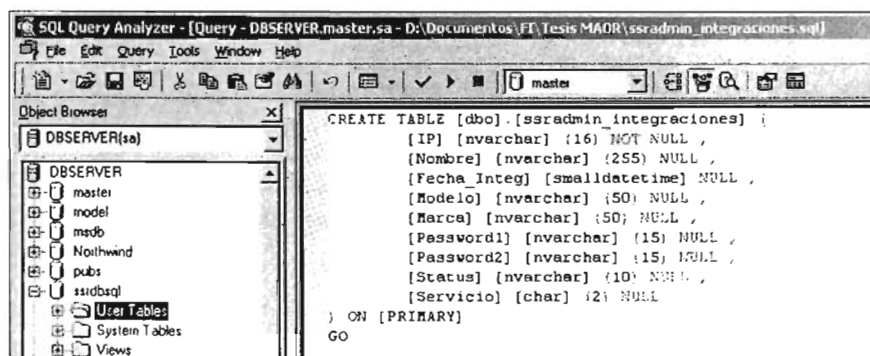 SQL Query Analyzer - [Query - DBSERVER.master.sa - D:\Documentos\FI\Tesis MADR\ssradmin_integraciones.sql]
File Edit Query Tools Window Help
master
Object Browser
DBSERVER(sa)
DBSERVER
master
model
msdb
Northwind
pubs
ssidbsql
User Tables
System Tables
Views
CREATE TABLE [dbo].[ssradmin_integraciones] (
[IP] [nvarchar] (16) NOT NULL ,
[Nombre] [nvarchar] (255) NULL ,
[Fecha_Integ] [smalldatetime] NULL ,
[Modelo] [nvarchar] (50) NULL ,
[Marca] [nvarchar] (50) NULL ,
[Password1] [nvarchar] (15) NULL ,
[Password2] [nvarchar] (15) NULL ,
[Status] [nvarchar] (10) NULL ,
[Servicio] [char] (2) NULL
) ON [PRIMARY]
GO